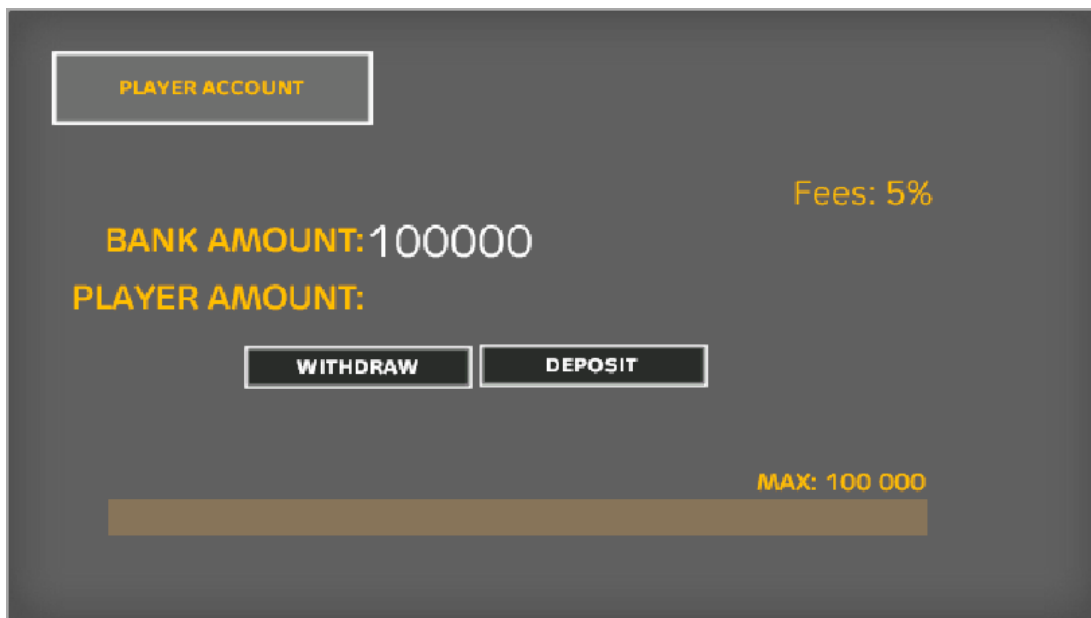 PLAYER ACCOUNT
Fees: 5%
BANK AMOUNT: 100000
PLAYER AMOUNT:
WITHDRAW DEPOSIT
MAX: 100 000